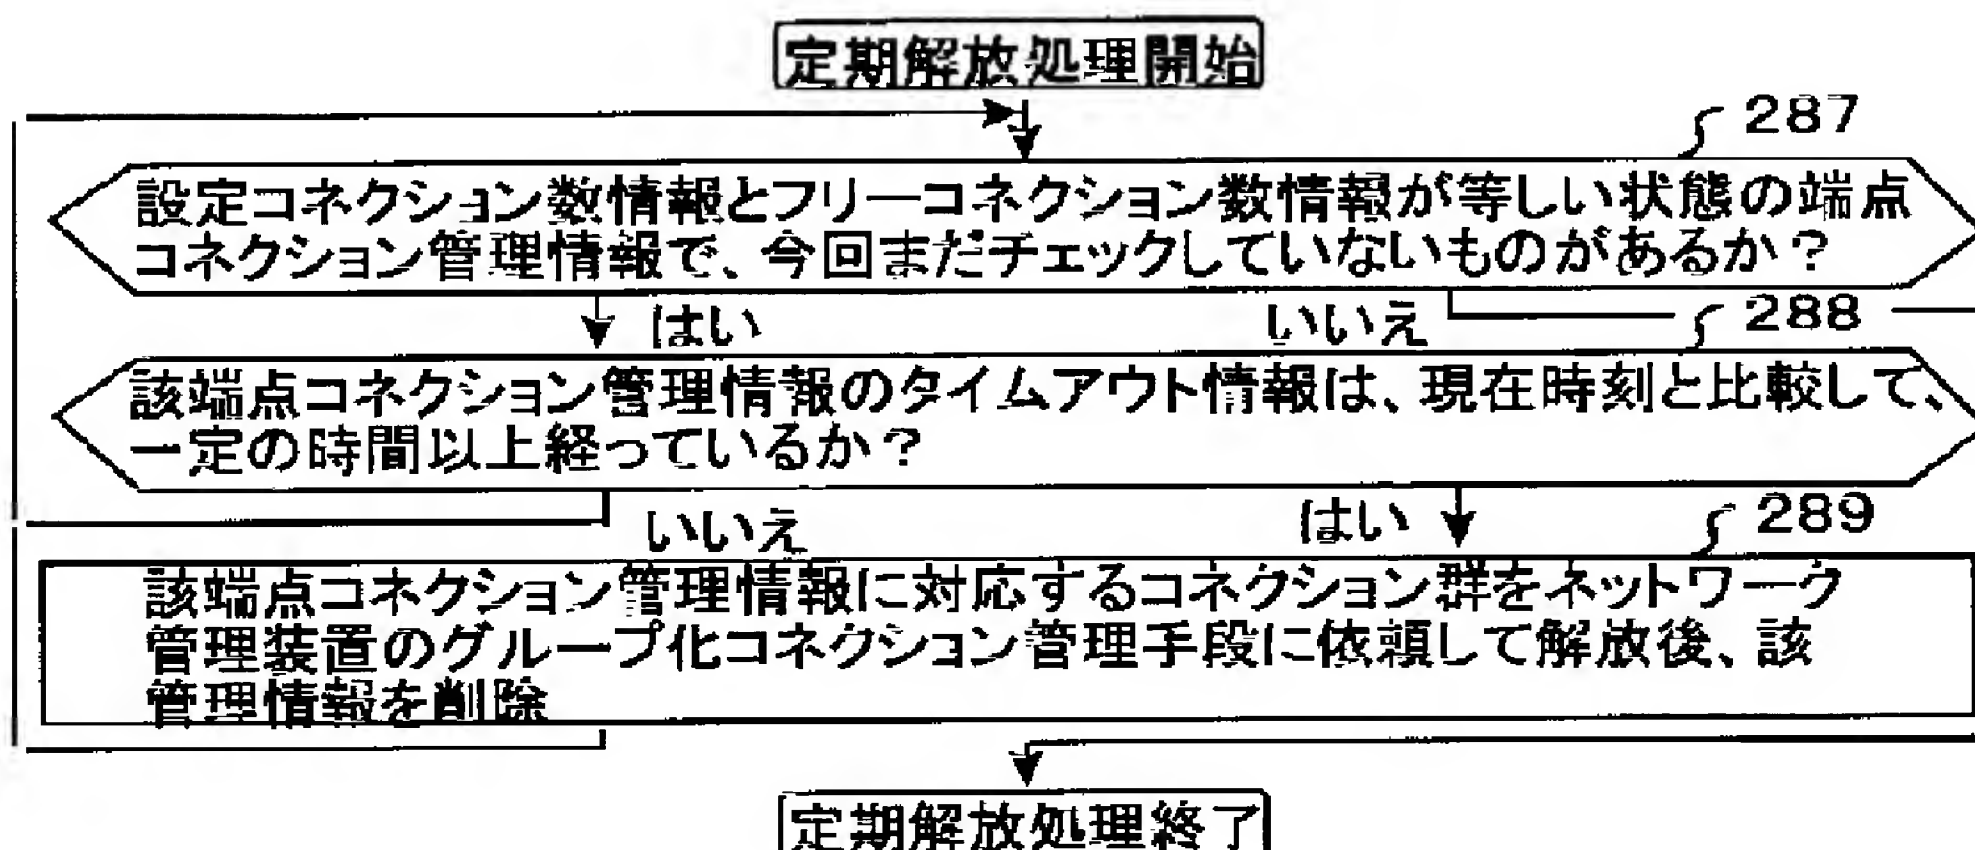 定期解放処理開始
287
設定コネクション数情報とフリーコネクション数情報が等しい状態の端点
コネクション管理情報で、今回まだチェックしていないものがあるか？
はい
いいえ
288
該端点コネクション管理情報のタイムアウト情報は、現在時刻と比較して、
一定の時間以上経っているか？
いいえ
はい
289
該端点コネクション管理情報に対応するコネクション群をネットワーク
管理装置のグループ化コネクション管理手段に依頼して解放後、該
管理情報を削除
定期解放処理終了